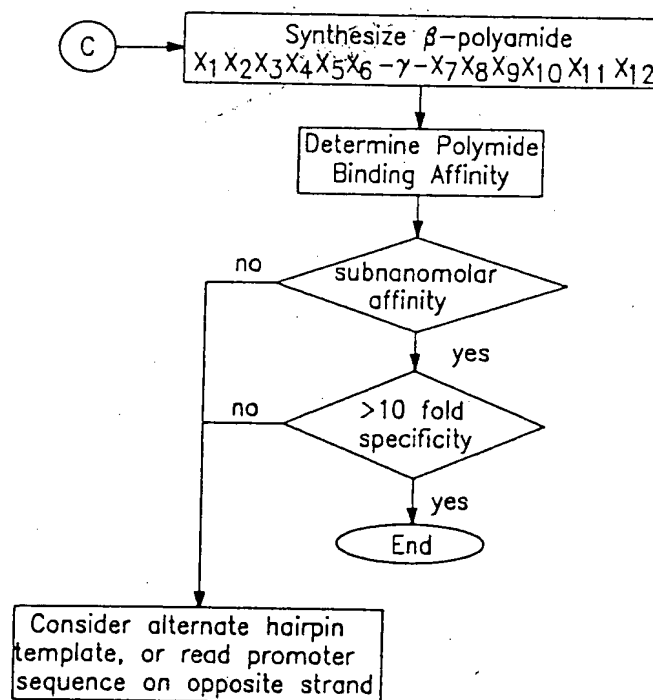 C
Synthesize β-polyamide
X1X2X3X4X5X6-γ-X7X8X9X10X11X12
Determine Polymide
Binding Affinity
no
subnanomolar
affinity
yes
no
>10 fold
specificity
yes
End
Consider alternate hairpin
template, or read promoter
sequence on opposite strand